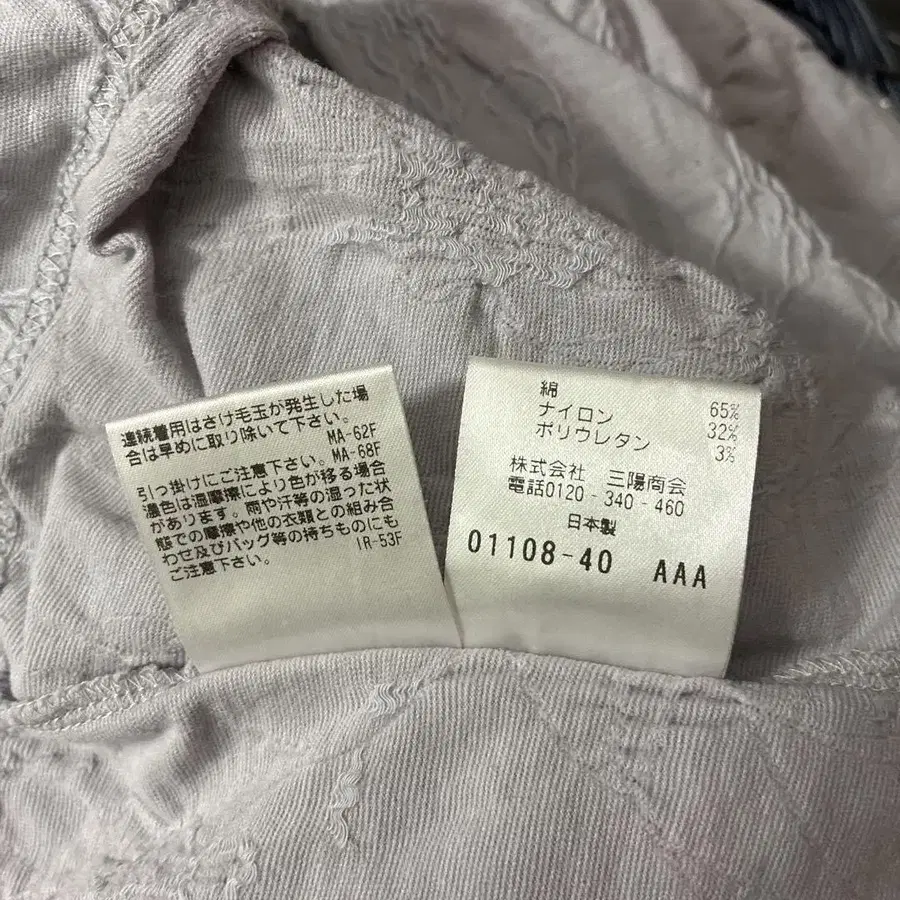 連続着用はさけ毛玉が発生した場
合は早めに取り除いて下さい。
MA-62F
引っ掛けにご注意下さい。MA-68F
濃色は湿摩擦により色が移る場合
があります。雨や汗等の湿った状
態での摩擦や他の衣類との組み合
わせ及びバッグ等の持ちものにも
ご注意下さい。 IR-53F
綿 65%
ナイロン 32%
ポリウレタン 3%
株式会社 三陽商会
電話0120-340-460
日本製
01108-40 AAA